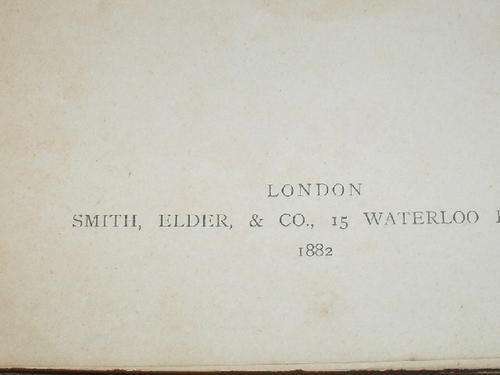 LONDON
SMITH, ELDER, & CO., 15 WATERLOO
1882